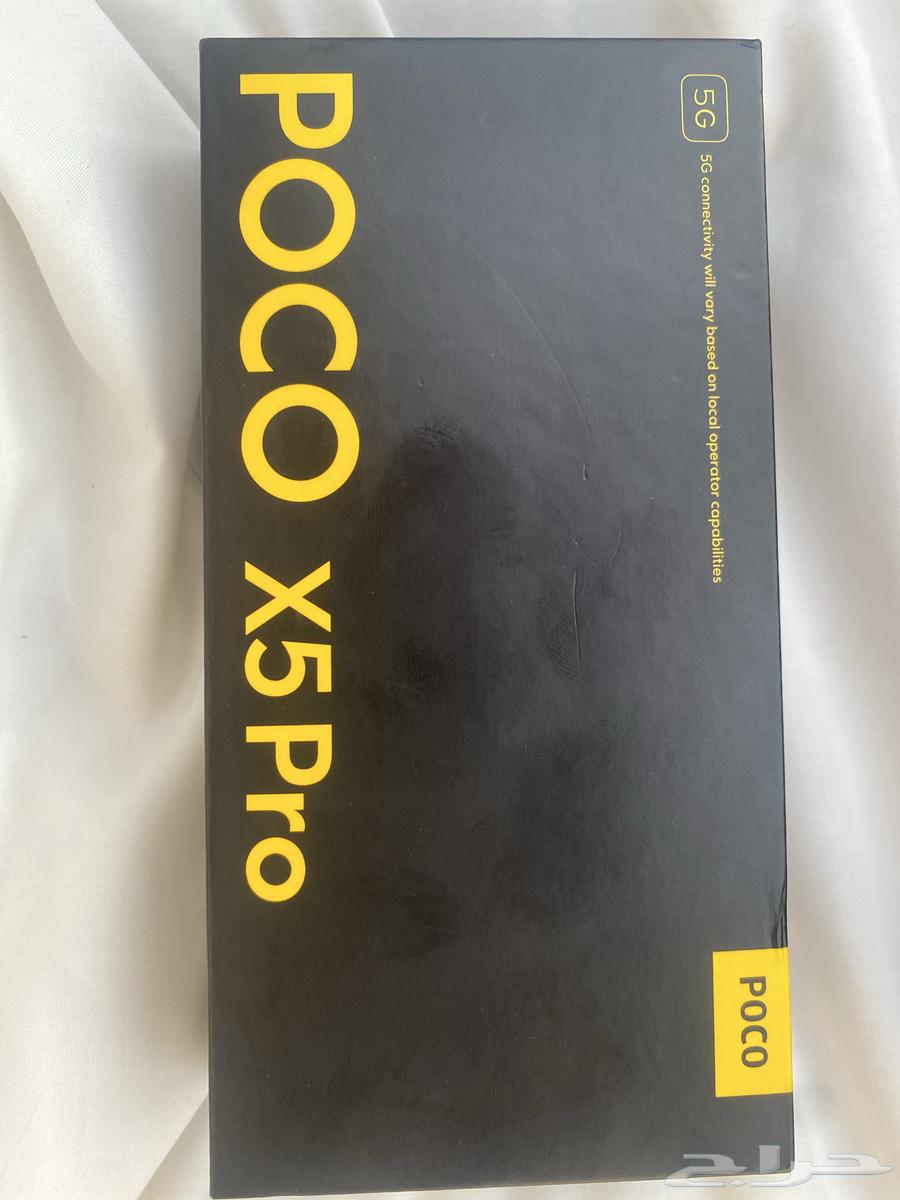 5G
5G connectivity will vary based on local operator capabilities
POCO X5 Pro
POCO
حراج